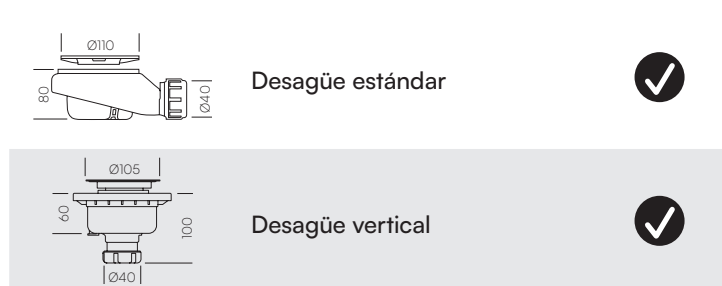 Ø110
80
Ø40
Desagüe estándar
Ø105
60
100
Desagüe vertical
Ø40